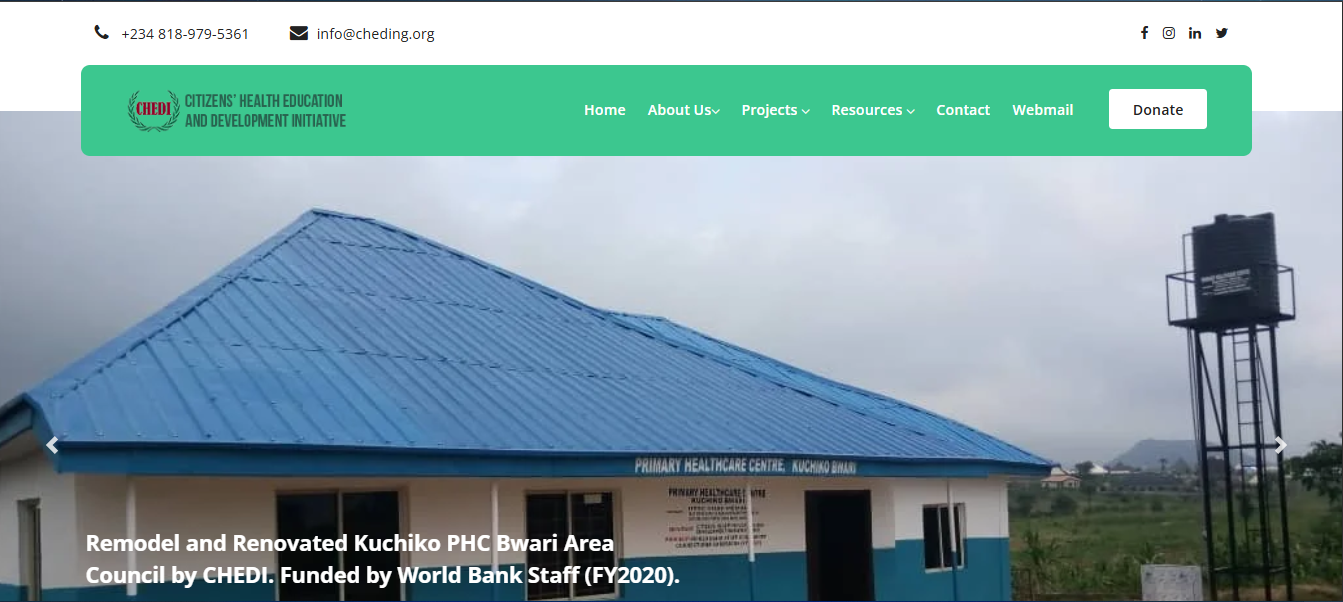 +234 818-979-5361
info@cheding.org
CHEDI
CITIZENS' HEALTH EDUCATION
AND DEVELOPMENT INITIATIVE
Home About Us Projects Resources Contact Webmail Donate
PRIMARY HEALTHCARE CENTRE, KUCHIKO BWARI
PRIMARY HEALTHCARE CENTRE
KUCHIKO BWARI
Remodel and Renovated Kuchiko PHC Bwari Area
Council by CHEDI. Funded by World Bank Staff (FY2020).